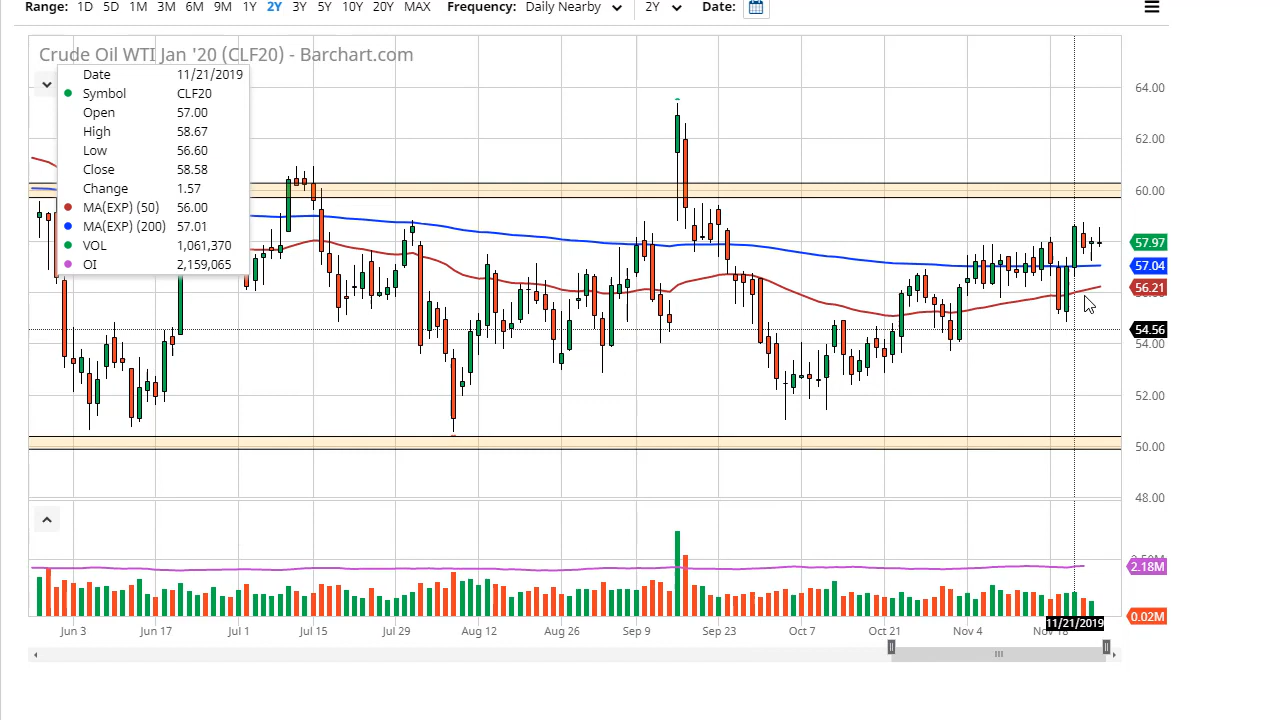 Range: 1D 5D 1M 3M 6M 9M 1Y 2Y 3Y 5Y 10Y 20Y MAX Frequency: Daily Nearby 2Y Date:
Crude Oil WTI Jan '20 (CLF20) - Barchart.com
Date 11/21/2019
Symbol CLF20
Open 57.00
High 58.67
Low 56.60
Close 58.58
Change 1.57
MA(EXP) (50) 56.00
MA(EXP) (200) 57.01
VOL 1,061,370
OI 2,159,065
64.00
62.00
60.00
57.97
57.04
56.21
54.56
54.00
52.00
50.00
48.00
2.18M
0.02M
11/21/2019
Jun 3 Jun 17 Jul 1 Jul 15 Jul 29 Aug 12 Aug 26 Sep 9 Sep 23 Oct 7 Oct 21 Nov 4 Nov 18